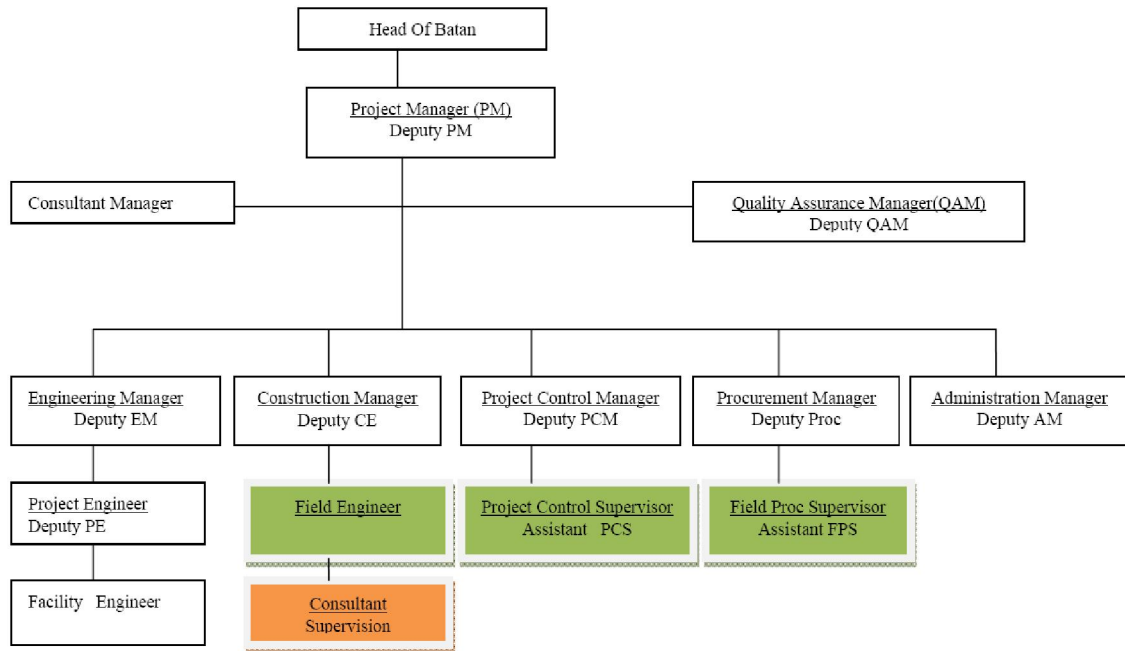 Head Of Batan
Project Manager (PM)
Deputy PM
Consultant Manager
Quality Assurance Manager(QAM)
Deputy QAM
Engineering Manager
Deputy EM
Construction Manager
Deputy CE
Project Control Manager
Deputy PCM
Procurement Manager
Deputy Proc
Administration Manager
Deputy AM
Project Engineer
Deputy PE
Field Engineer
Project Control Supervisor
Assistant PCS
Field Proc Supervisor
Assistant FPS
Facility Engineer
Consultant
Supervision